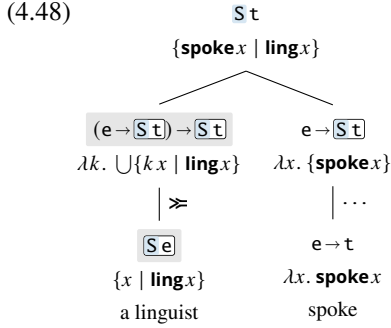 (4.48)
S t
{spoke x | ling x}
(e → S t) → S t
e → S t
λk. ⋃{k x | ling x}
λx. {spoke x}
≫=
···
S e
e → t
{x | ling x}
λx. spoke x
a linguist
spoke